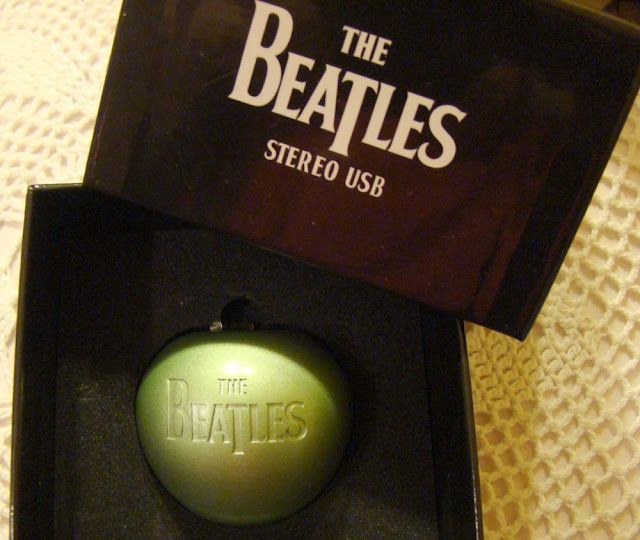 THE
BEATLES
STEREO USB
THE
BEATLES